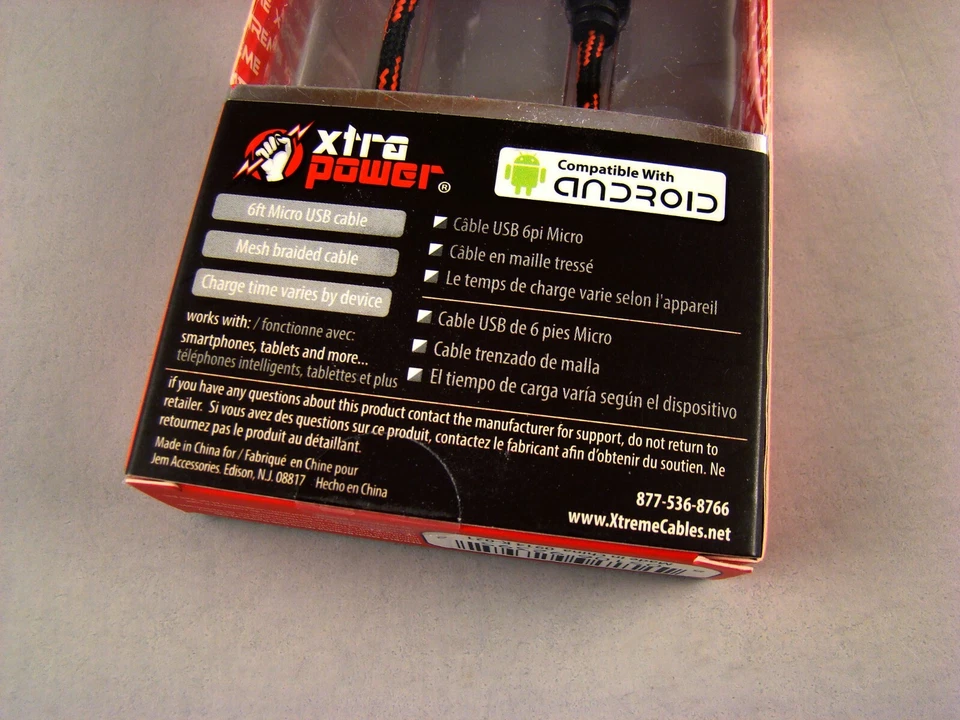 xtra
power®
Compatible With
ANDROID
6ft Micro USB cable
Mesh braided cable
Charge time varies by device
works with: / fonctionne avec:
smartphones, tablets and more...
téléphones intelligents, tablettes et plus
Câble USB 6pi Micro
Câble en maille tressé
Le temps de charge varie selon l'appareil
Cable USB de 6 pies Micro
Cable trenzado de malla
El tiempo de carga varía según el dispositivo
if you have any questions about this product contact the manufacturer for support, do not return to
retailer. Si vous avez des questions sur ce produit, contactez le fabricant afin d'obtenir du soutien. Ne
retournez pas le produit au détaillant.
Made in China for / Fabriqué en Chine pour
Jem Accessories. Edison, N.J. 08817 Hecho en China
877-536-8766
www.XtremeCables.net